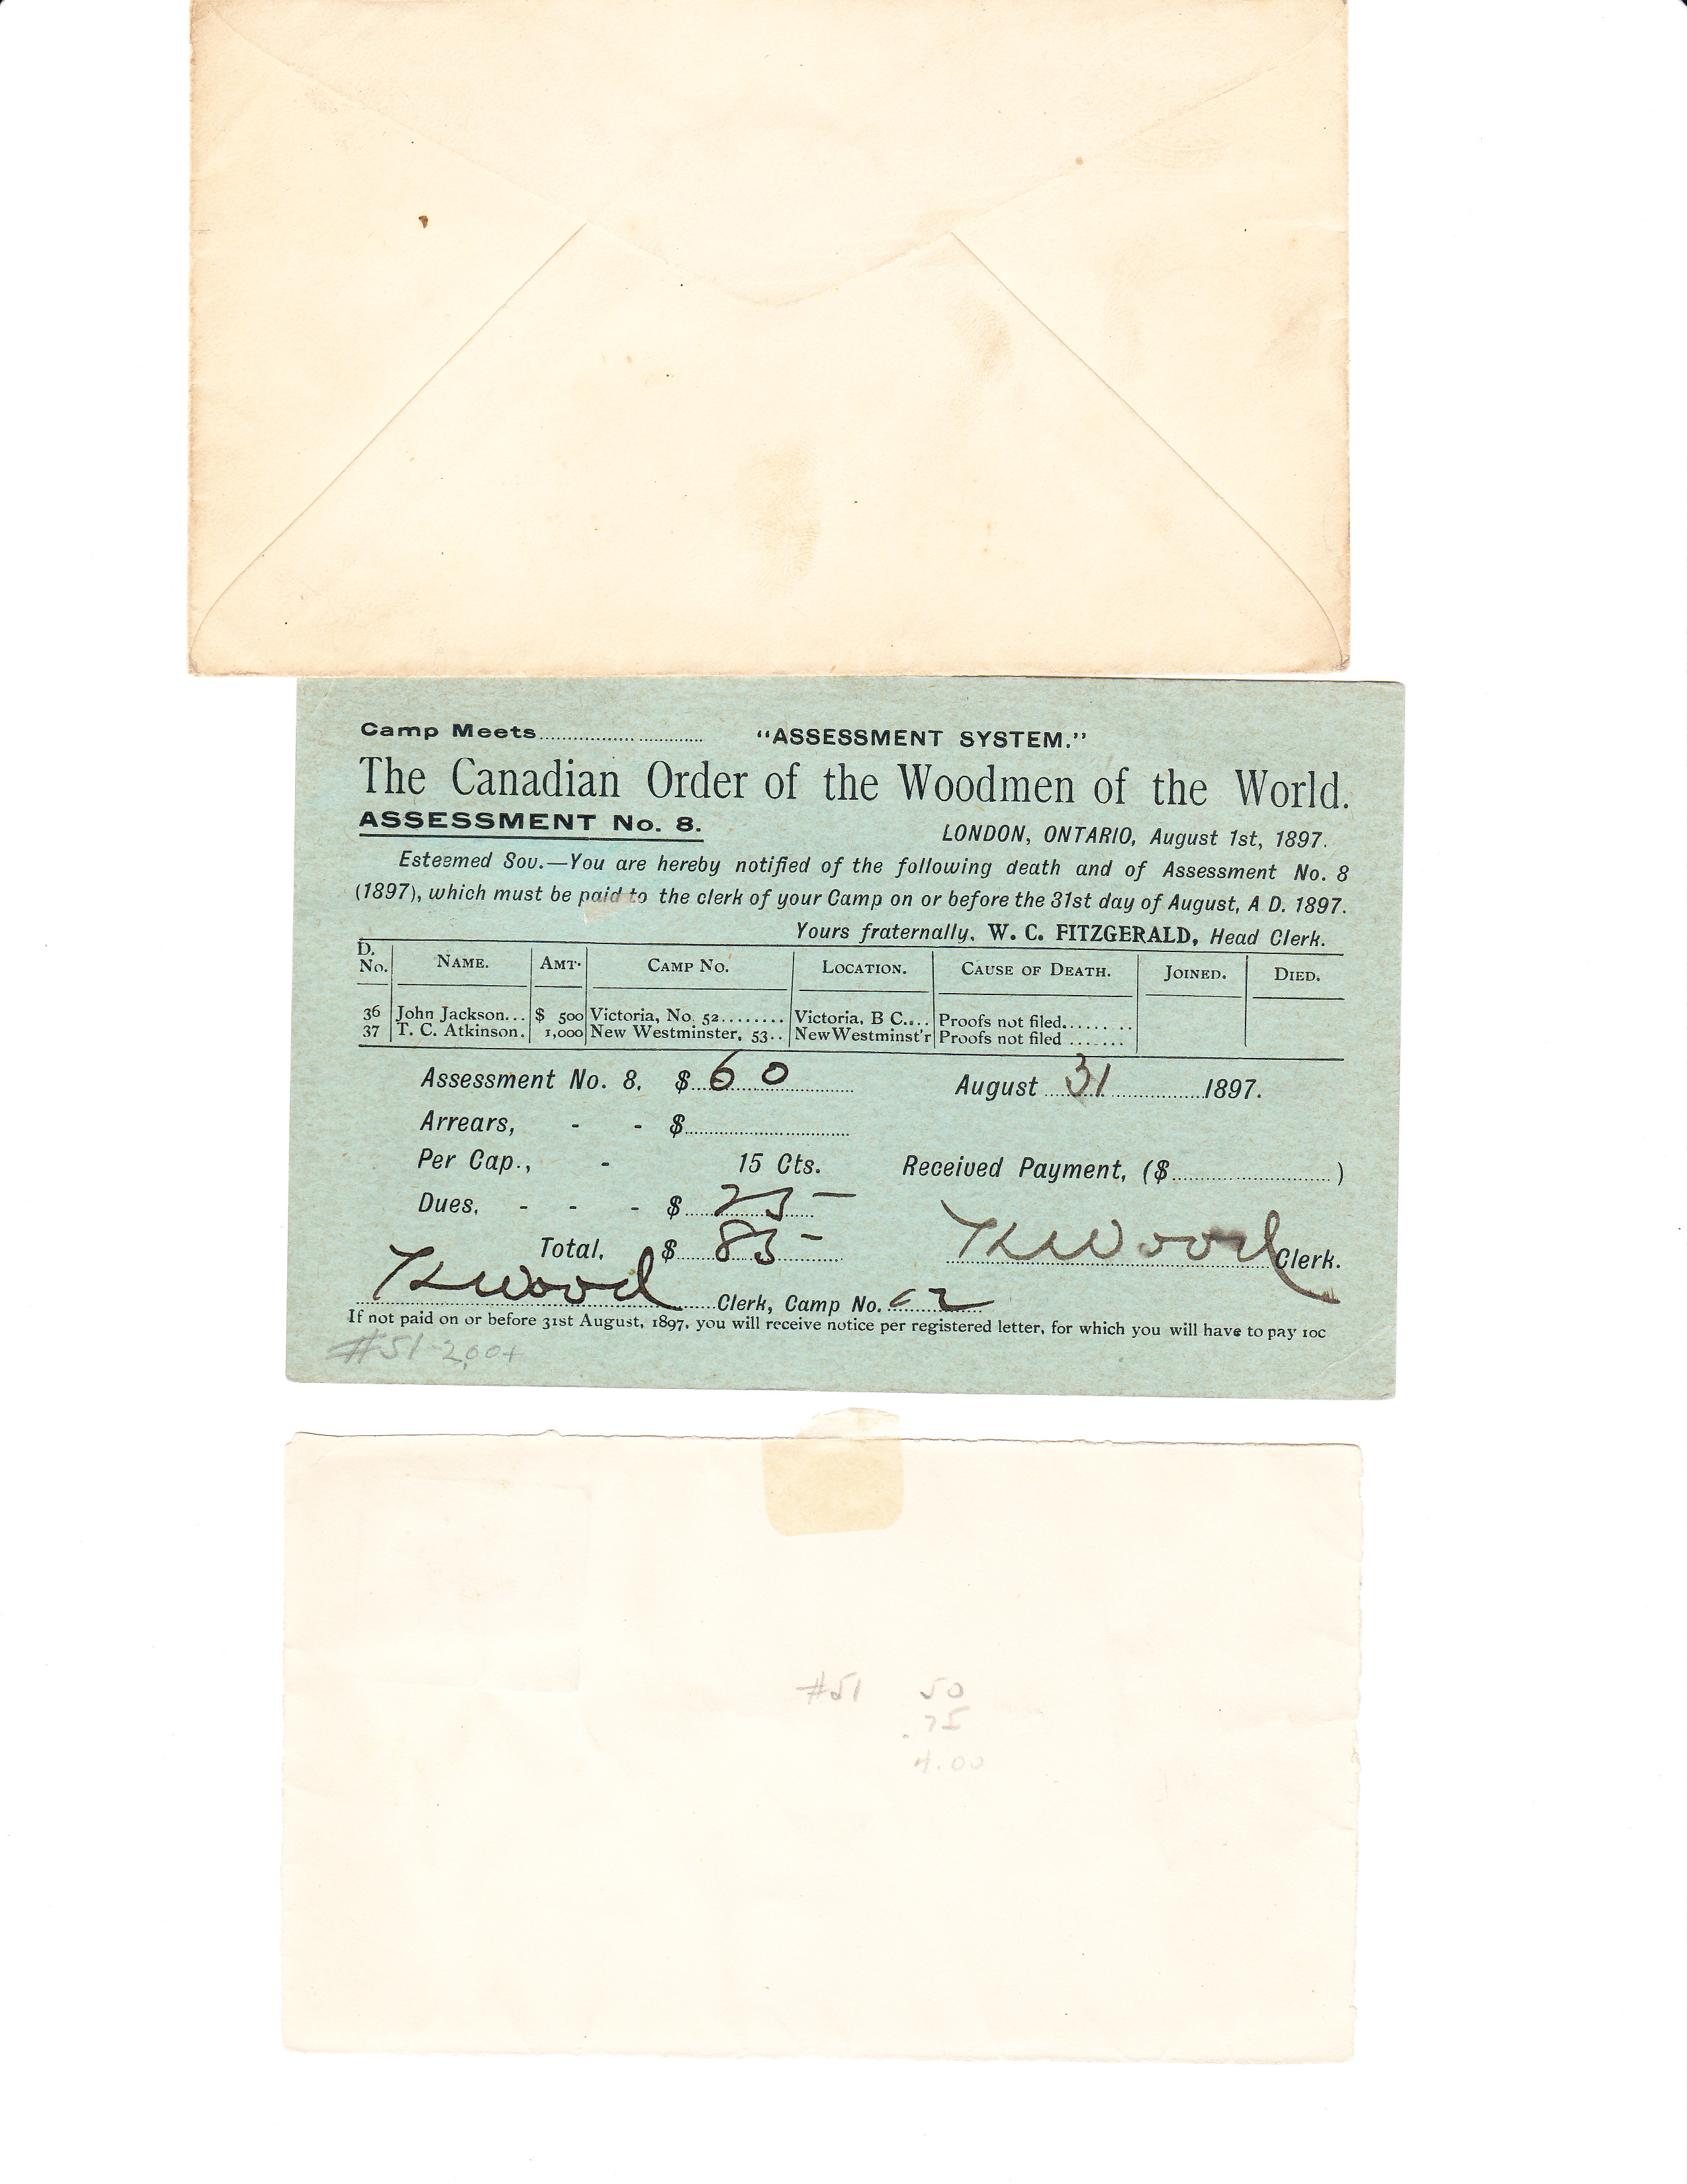 Camp Meets.............................. "ASSESSMENT SYSTEM."
The Canadian Order of the Woodmen of the World.
ASSESSMENT No. 8.
LONDON, ONTARIO, August 1st, 1897.
Esteemed Sov.—You are hereby notified of the following death and of Assessment No. 8
(1897), which must be paid to the clerk of your Camp on or before the 31st day of August, A D. 1897.
Yours fraternally, W. C. FITZGERALD, Head Clerk.
D. No. NAME. AMT. CAMP No. LOCATION. CAUSE OF DEATH. JOINED. DIED.
36 John Jackson... $ 500 Victoria, No. 52........ Victoria, B C.... Proofs not filed........
37 T. C. Atkinson. 1,000 New Westminster, 53.. NewWestminst'r Proofs not filed .......
Assessment No. 8. $ 60 August 31 1897.
Arrears, - - $
Per Cap., - 15 Cts. Received Payment, ($ )
Dues, - - - $ 25 –
Total, $ 85 – Wood Clerk.
Wood Clerk, Camp No.
If not paid on or before 31st August, 1897, you will receive notice per registered letter, for which you will have to pay 10c
#51 2,00+
#51 50
.75
4.00